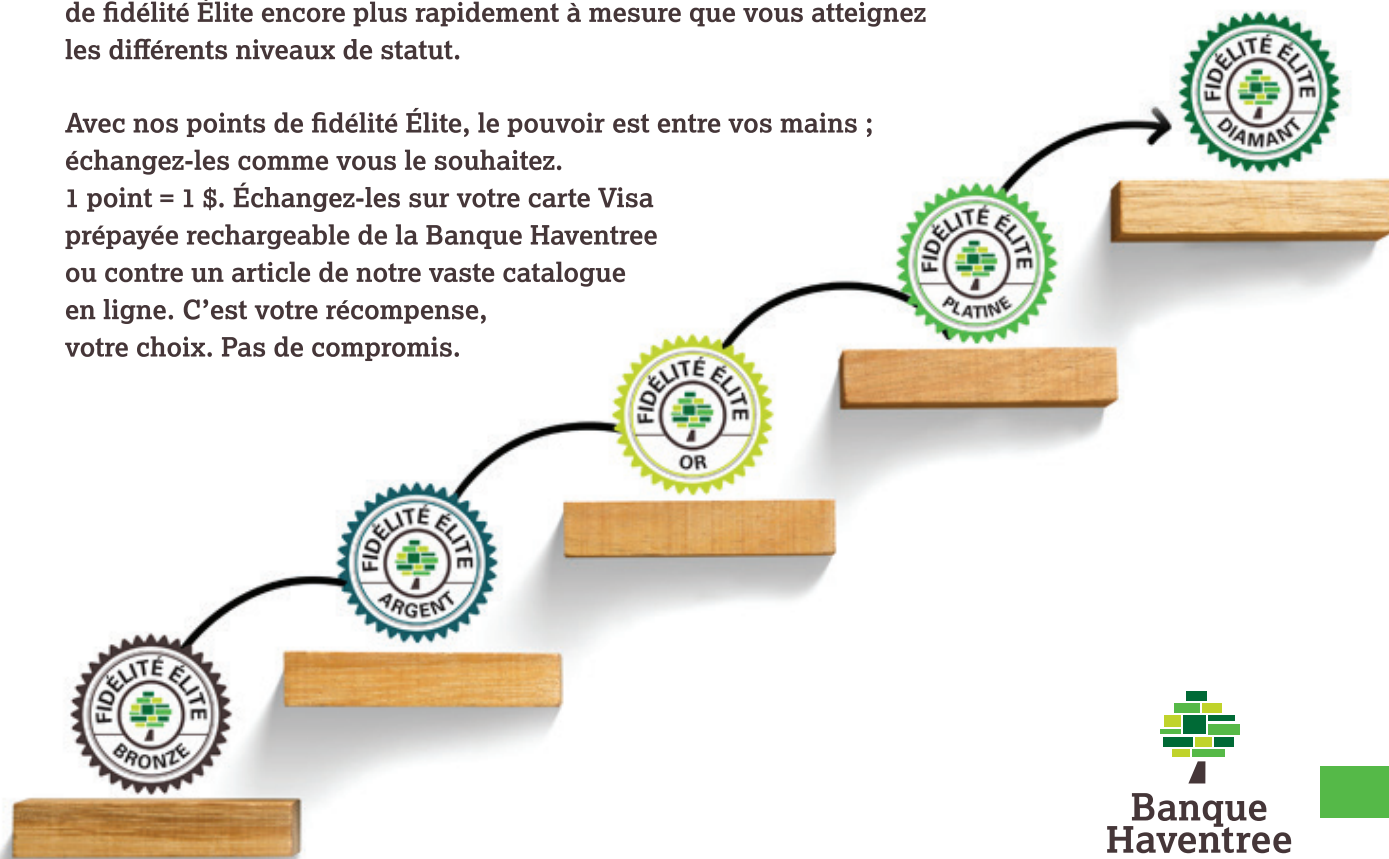 de fidélité Élite encore plus rapidement à mesure que vous atteignez
les différents niveaux de statut.
Avec nos points de fidélité Élite, le pouvoir est entre vos mains ;
échangez-les comme vous le souhaitez.
1 point = 1 $. Échangez-les sur votre carte Visa
prépayée rechargeable de la Banque Haventree
ou contre un article de notre vaste catalogue
en ligne. C’est votre récompense,
votre choix. Pas de compromis.
FIDÉLITÉ ÉLITE
DIAMANT
FIDÉLITÉ ÉLITE
PLATINE
FIDÉLITÉ ÉLITE
OR
FIDÉLITÉ ÉLITE
ARGENT
FIDÉLITÉ ÉLITE
BRONZE
Banque
Haventree